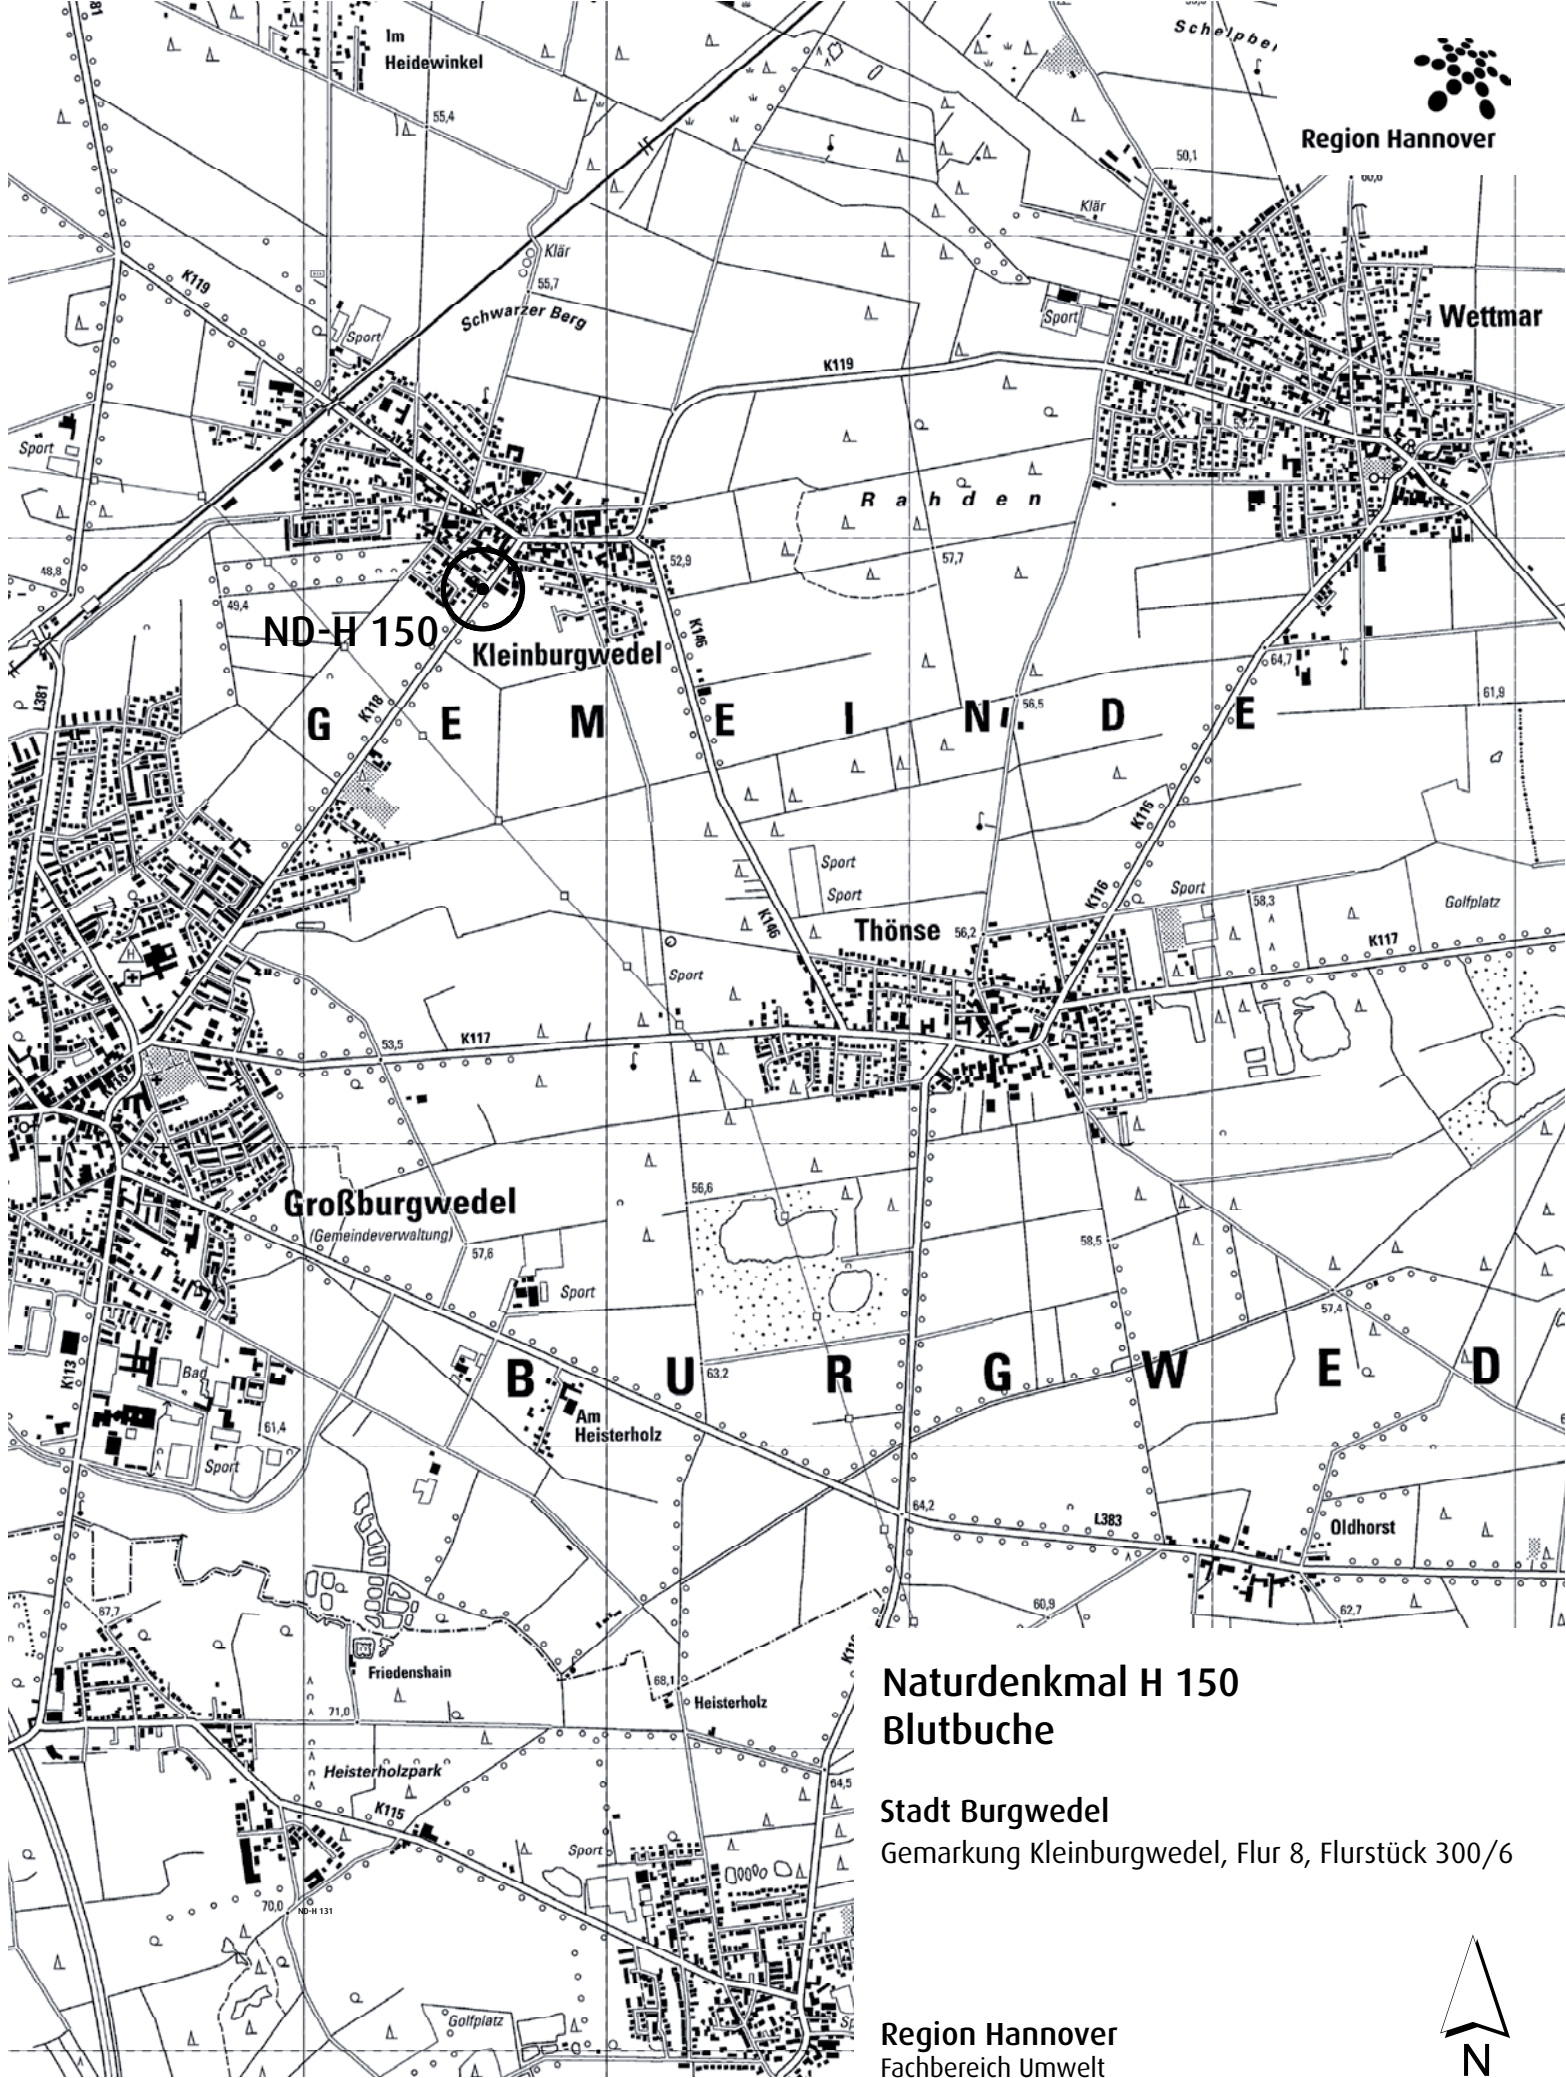 Im
Heidewinkel
55,4
Region Hannover
50,1
Klär
Klär
55,7
Schwarzer Berg
K119
Sport
Sport
Wettmar
K119
Sport
Rahden
48,8
49,4
52,9
57,7
ND-H 150
Kleinburgwedel
K146
64,7
61,9
L381
K118
56,5
GEMEINDE
K116
Sport
Sport
K116
Sport
58,3
Golfplatz
Thönse
56,2
K146
K117
H
Sport
K117
53,5
Großburgwedel
(Gemeindeverwaltung)
56,6
57,6
58,5
Sport
57,4
K113
Bad
63,2
BURGWED
Am
Heisterholz
61,4
Sport
64,2
L383
Oldhorst
67,7
60,9
62,7
Friedenshain
68,1
Heisterholz
71,0
Naturdenkmal H 150
Blutbuche
Heisterholzpark
64,5
K115
Stadt Burgwedel
Gemarkung Kleinburgwedel, Flur 8, Flurstück 300/6
Sport
70,0
ND-H 131
Golfplatz
Region Hannover
Fachbereich Umwelt
N